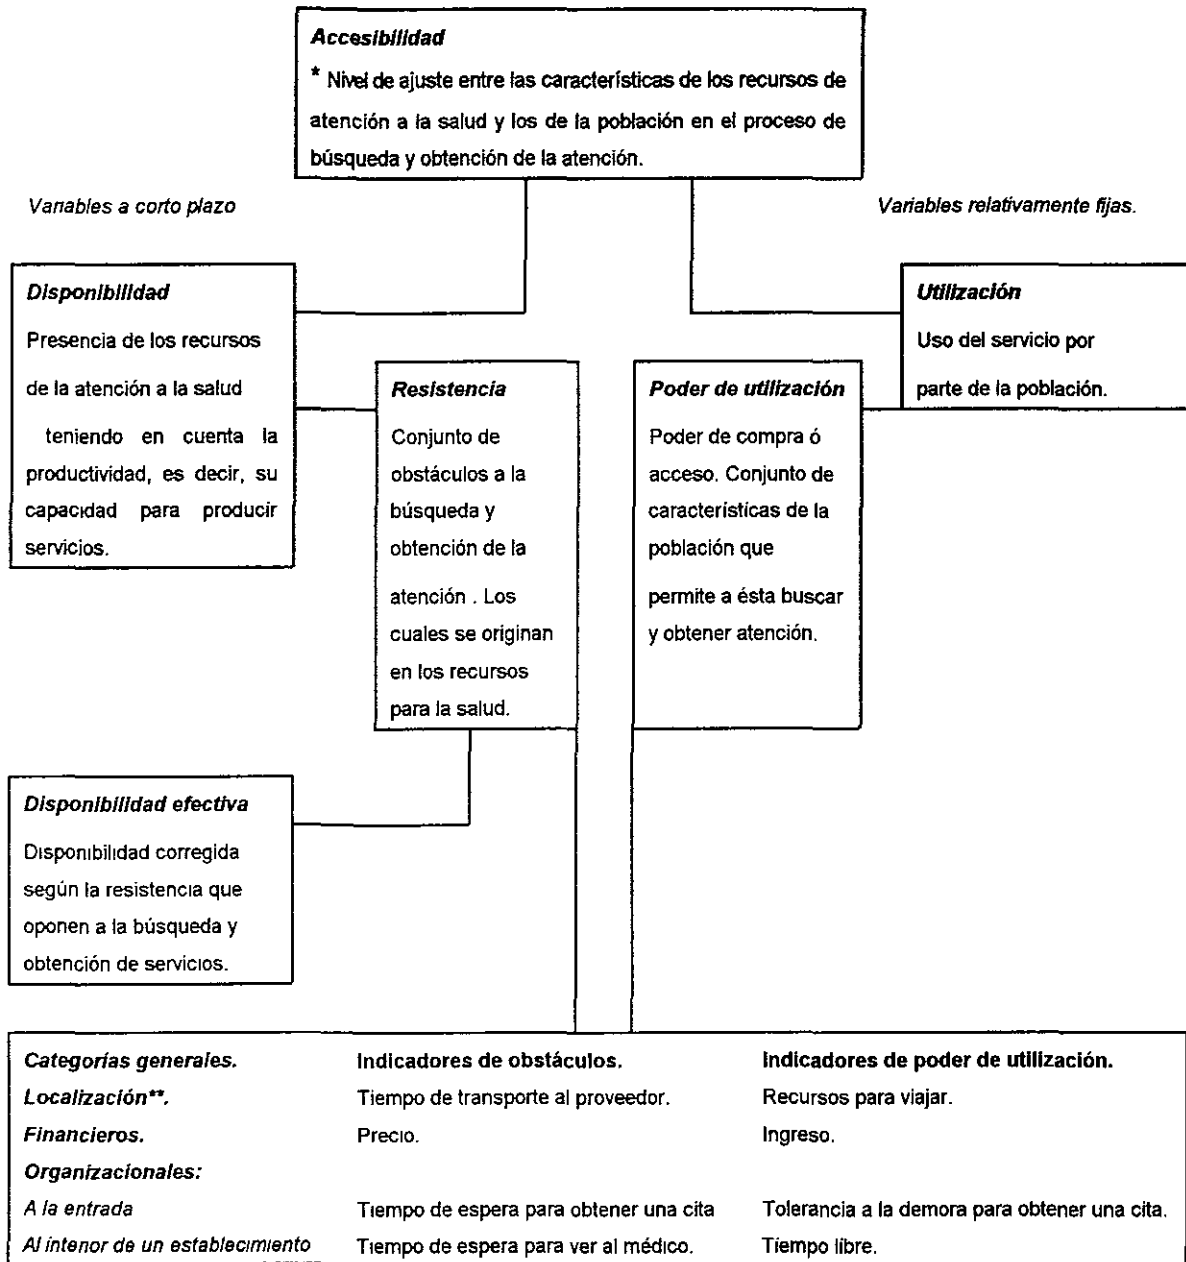 Accesibilidad
* Nivel de ajuste entre las características de los recursos de
atención a la salud y los de la población en el proceso de
búsqueda y obtención de la atención.
Variables a corto plazo
Variables relativamente fijas.
Disponibilidad
Presencia de los recursos
de la atención a la salud
teniendo en cuenta la
productividad, es decir, su
capacidad para producir
servicios.
Utilización
Uso del servicio por
parte de la población.
Resistencia
Conjunto de
obstáculos a la
búsqueda y
obtención de la
atención . Los
cuales se originan
en los recursos
para la salud.
Poder de utilización
Poder de compra ó
acceso. Conjunto de
características de la
población que
permite a ésta buscar
y obtener atención.
Disponibilidad efectiva
Disponibilidad corregida
según la resistencia que
oponen a la búsqueda y
obtención de servicios.
Categorías generales. Indicadores de obstáculos. Indicadores de poder de utilización.
Localización**. Tiempo de transporte al proveedor. Recursos para viajar.
Financieros. Precio. Ingreso.
Organizacionales:
A la entrada Tiempo de espera para obtener una cita Tolerancia a la demora para obtener una cita.
Al interior de un establecimiento Tiempo de espera para ver al médico. Tiempo libre.